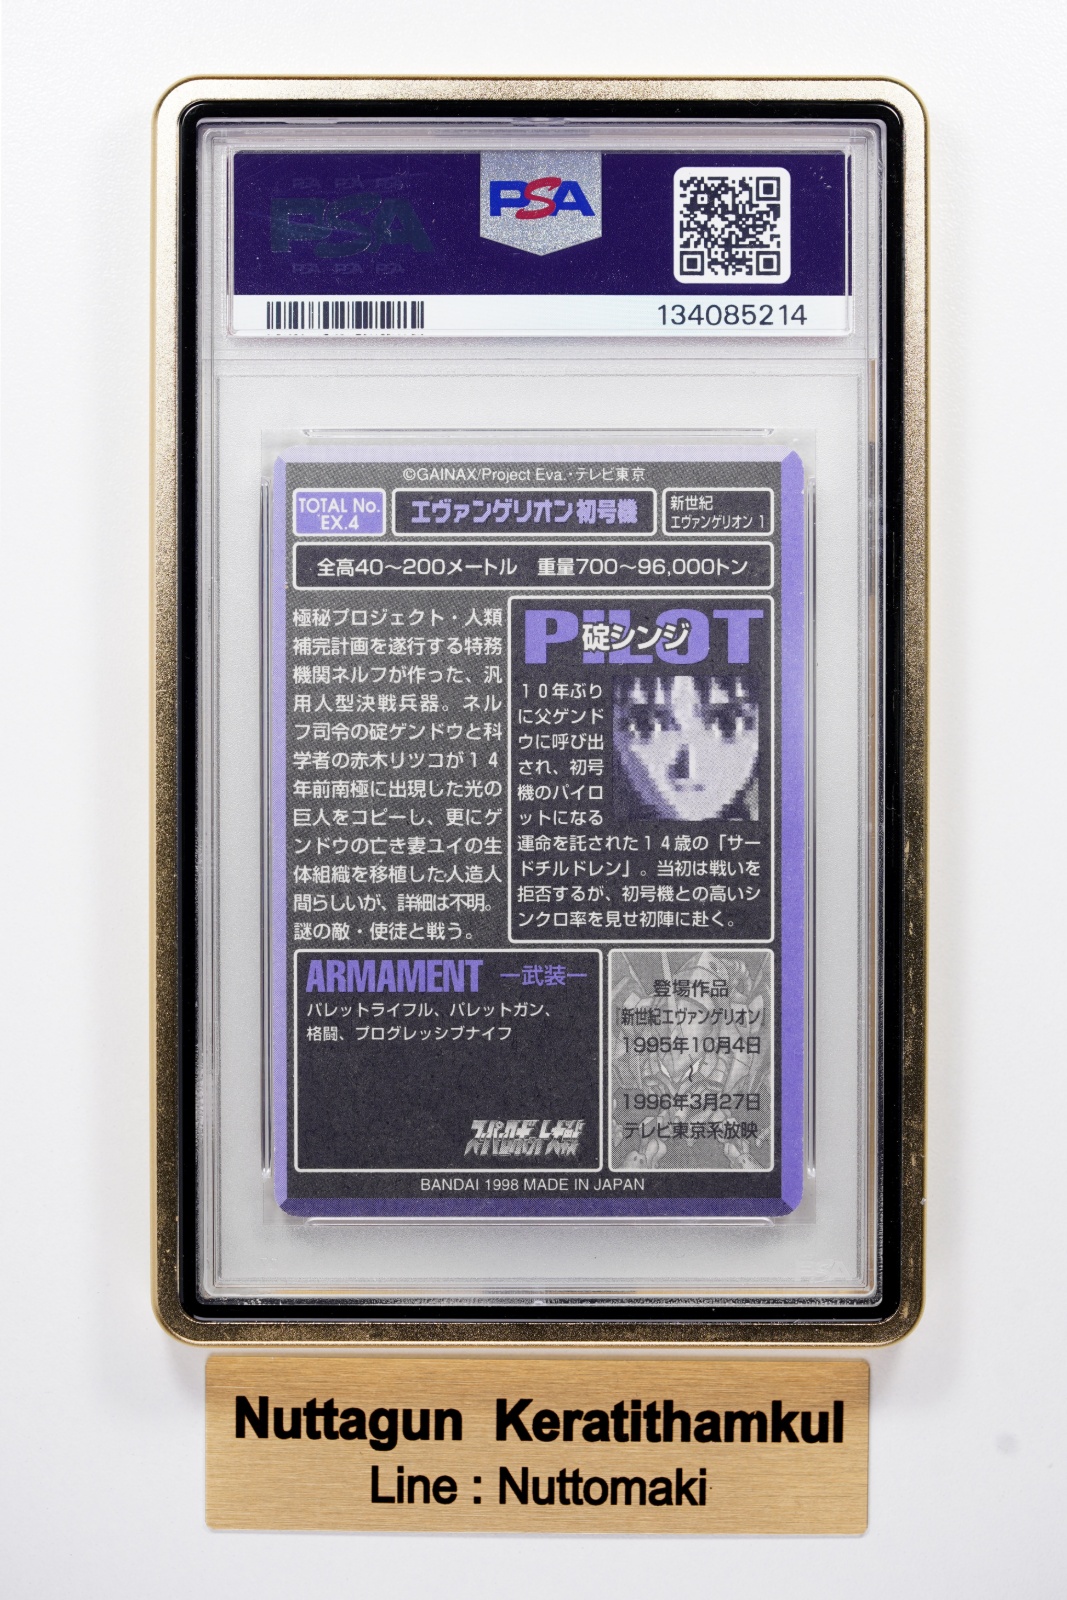 PSA
PSA
134085214
©GAINAX/Project Eva.・テレビ東京
TOTAL No.
EX.4
エヴァンゲリオン初号機
新世紀
エヴァンゲリオン 1
全高40〜200メートル　重量700〜96,000トン
極秘プロジェクト・人類
補完計画を遂行する特務
機関ネルフが作った、汎
用人型決戦兵器。ネル
フ司令の碇ゲンドウと科
学者の赤木リツコが14
年前南極に出現した光の
巨人をコピーし、更にゲ
ンドウの亡き妻ユイの生
体組織を移植した人造人
間らしいが、詳細は不明。
謎の敵・使徒と戦う。
PILOT
碇シンジ
10年ぶり
に父ゲンド
ウに呼び出
され、初号
機のパイロ
ットになる
運命を託された14歳の「サー
ドチルドレン」。当初は戦いを
拒否するが、初号機との高いシ
ンクロ率を見せ初陣に赴く。
ARMAMENT ー武装ー
パレットライフル、パレットガン、
格闘、プログレッシブナイフ
登場作品
新世紀エヴァンゲリオン
1995年10月4日
〜
1996年3月27日
テレビ東京系放映
BANDAI 1998 MADE IN JAPAN
Nuttagun Keratithamkul
Line : Nuttomaki